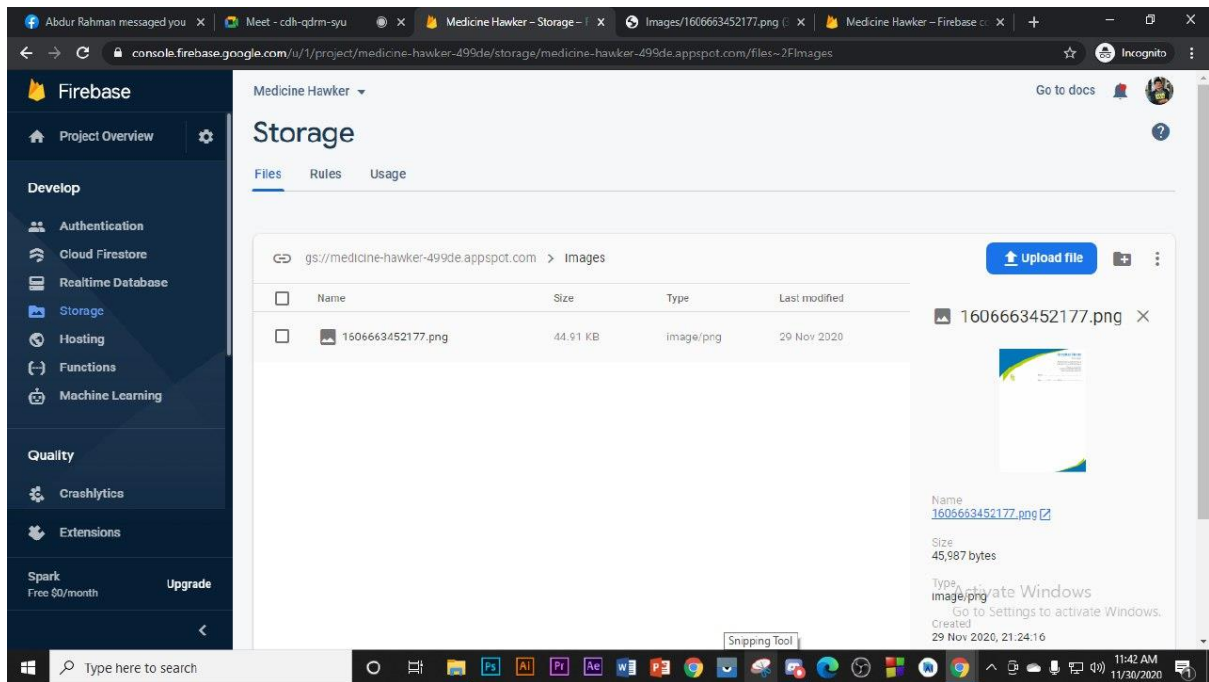 Abdur Rahman messaged you
Meet - cdh-qdrm-syu
Medicine Hawker – Storage – F
Images/1606663452177.png (
Medicine Hawker – Firebase co
console.firebase.google.com/u/1/project/medicine-hawker-499de/storage/medicine-hawker-499de.appspot.com/files~2FImages
Incognito
Firebase
Medicine Hawker
Go to docs
Project Overview
Storage
Files Rules Usage
Develop
Authentication
Cloud Firestore
Realtime Database
Storage
Hosting
Functions
Machine Learning
Quality
Crashlytics
Extensions
Spark
Free $0/month
Upgrade
gs://medicine-hawker-499de.appspot.com > Images
Upload file
Name Size Type Last modified
1606663452177.png 44.91 KB image/png 29 Nov 2020
1606663452177.png
Name
1606663452177.png
Size
45,987 bytes
Type
image/png
Created
29 Nov 2020, 21:24:16
Activate Windows
Go to Settings to activate Windows.
Snipping Tool
Type here to search
Ps Ai Pr Ae
11:42 AM
11/30/2020